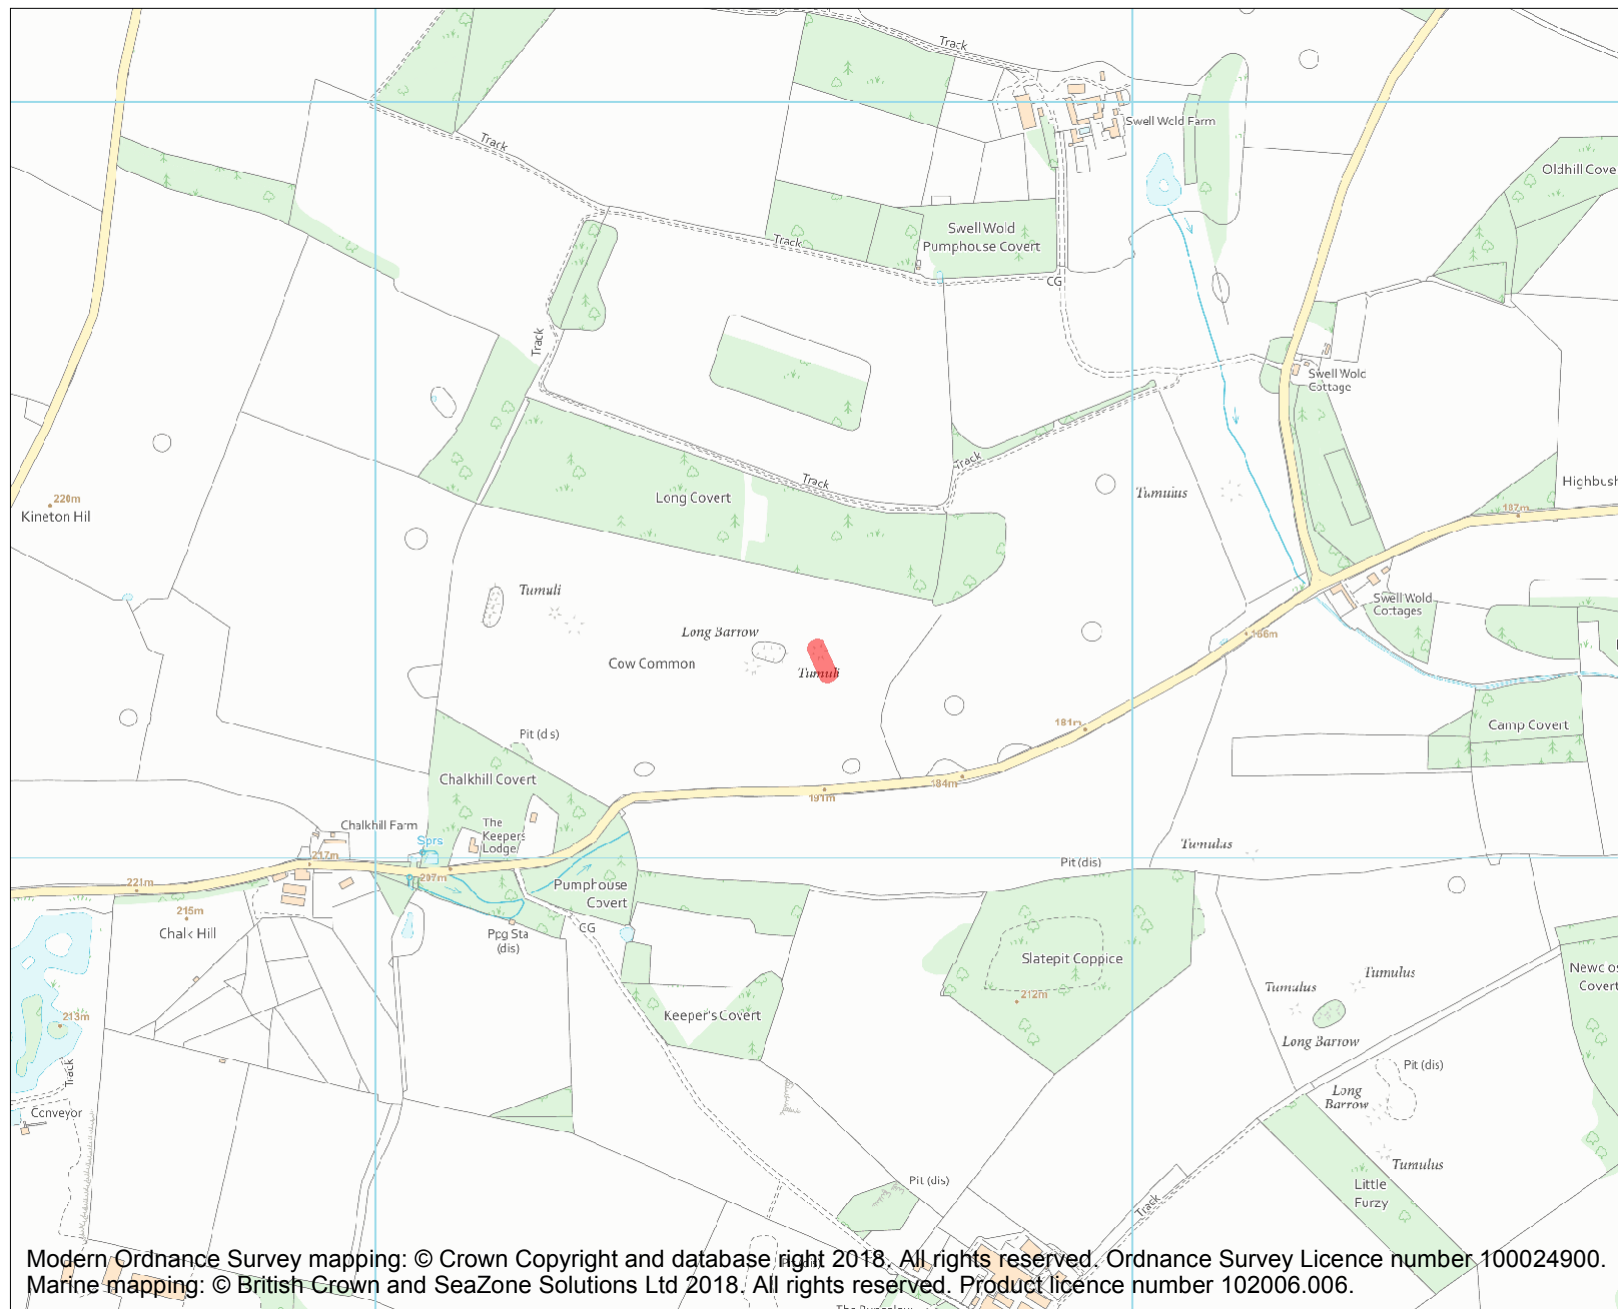 Track
Swell Wold Farm
Track
Oldhill Cove
Swell Wold
Pumphouse Covert
Track
CG
Track
Swell Wold
Cottage
Track
Track
Long Covert
Tumulus
Highbush
220m
Kineton Hil
187m
Tumuli
Long Barrow
Cow Common
Tumuli
Swell Wold
Cottages
186m
Pit (dis)
181m
Camp Covert
Chalkhill Covert
184m
191m
Chalkhill Farm
The
Keepers
Lodge
Sprs
217m
207m
Tumulus
Pit (dis)
221m
215m
Chalk Hill
Pumphouse
Covert
CG
Ppg Sta
(dis)
Slatepit Coppice
212m
Tumulus
Tumulus
Newclos
Covert
Keeper's Covert
213m
Long Barrow
Track
Pit (dis)
Long
Barrow
Conveyor
Tumulus
Pit (dis)
Little
Furzy
Track
Modern Ordnance Survey mapping: © Crown Copyright and database right 2018. All rights reserved. Ordnance Survey Licence number 100024900.
Marine mapping: © British Crown and SeaZone Solutions Ltd 2018. All rights reserved. Product licence number 102006.006.